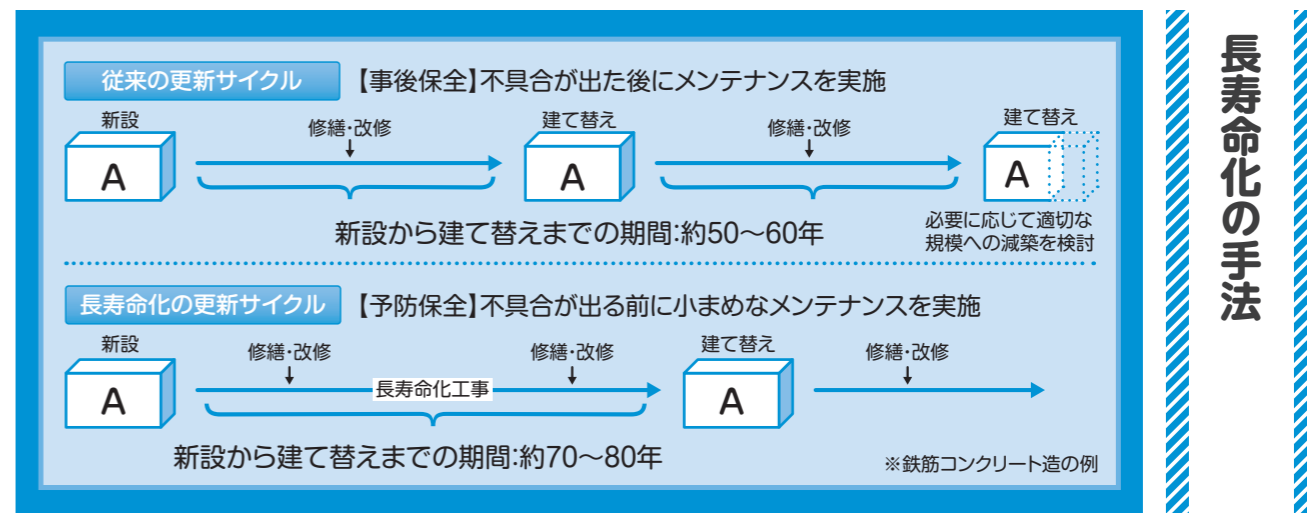 長寿命化の手法
従来の更新サイクル
【事後保全】不具合が出た後にメンテナンスを実施
新設
修繕・改修
建て替え
修繕・改修
建て替え
A
A
A
新設から建て替えまでの期間:約50〜60年
必要に応じて適切な
規模への減築を検討
長寿命化の更新サイクル
【予防保全】不具合が出る前に小まめなメンテナンスを実施
新設
修繕・改修
修繕・改修
建て替え
修繕・改修
A
長寿命化工事
A
新設から建て替えまでの期間:約70〜80年
※鉄筋コンクリート造の例